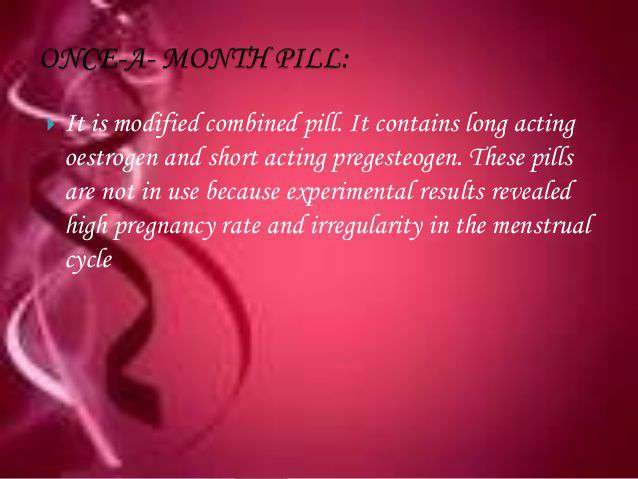 ONCE-A- MONTH PILL:
It is modified combined pill. It contains long acting
oestrogen and short acting pregesteogen. These pills
are not in use because experimental results revealed
high pregnancy rate and irregularity in the menstrual
cycle